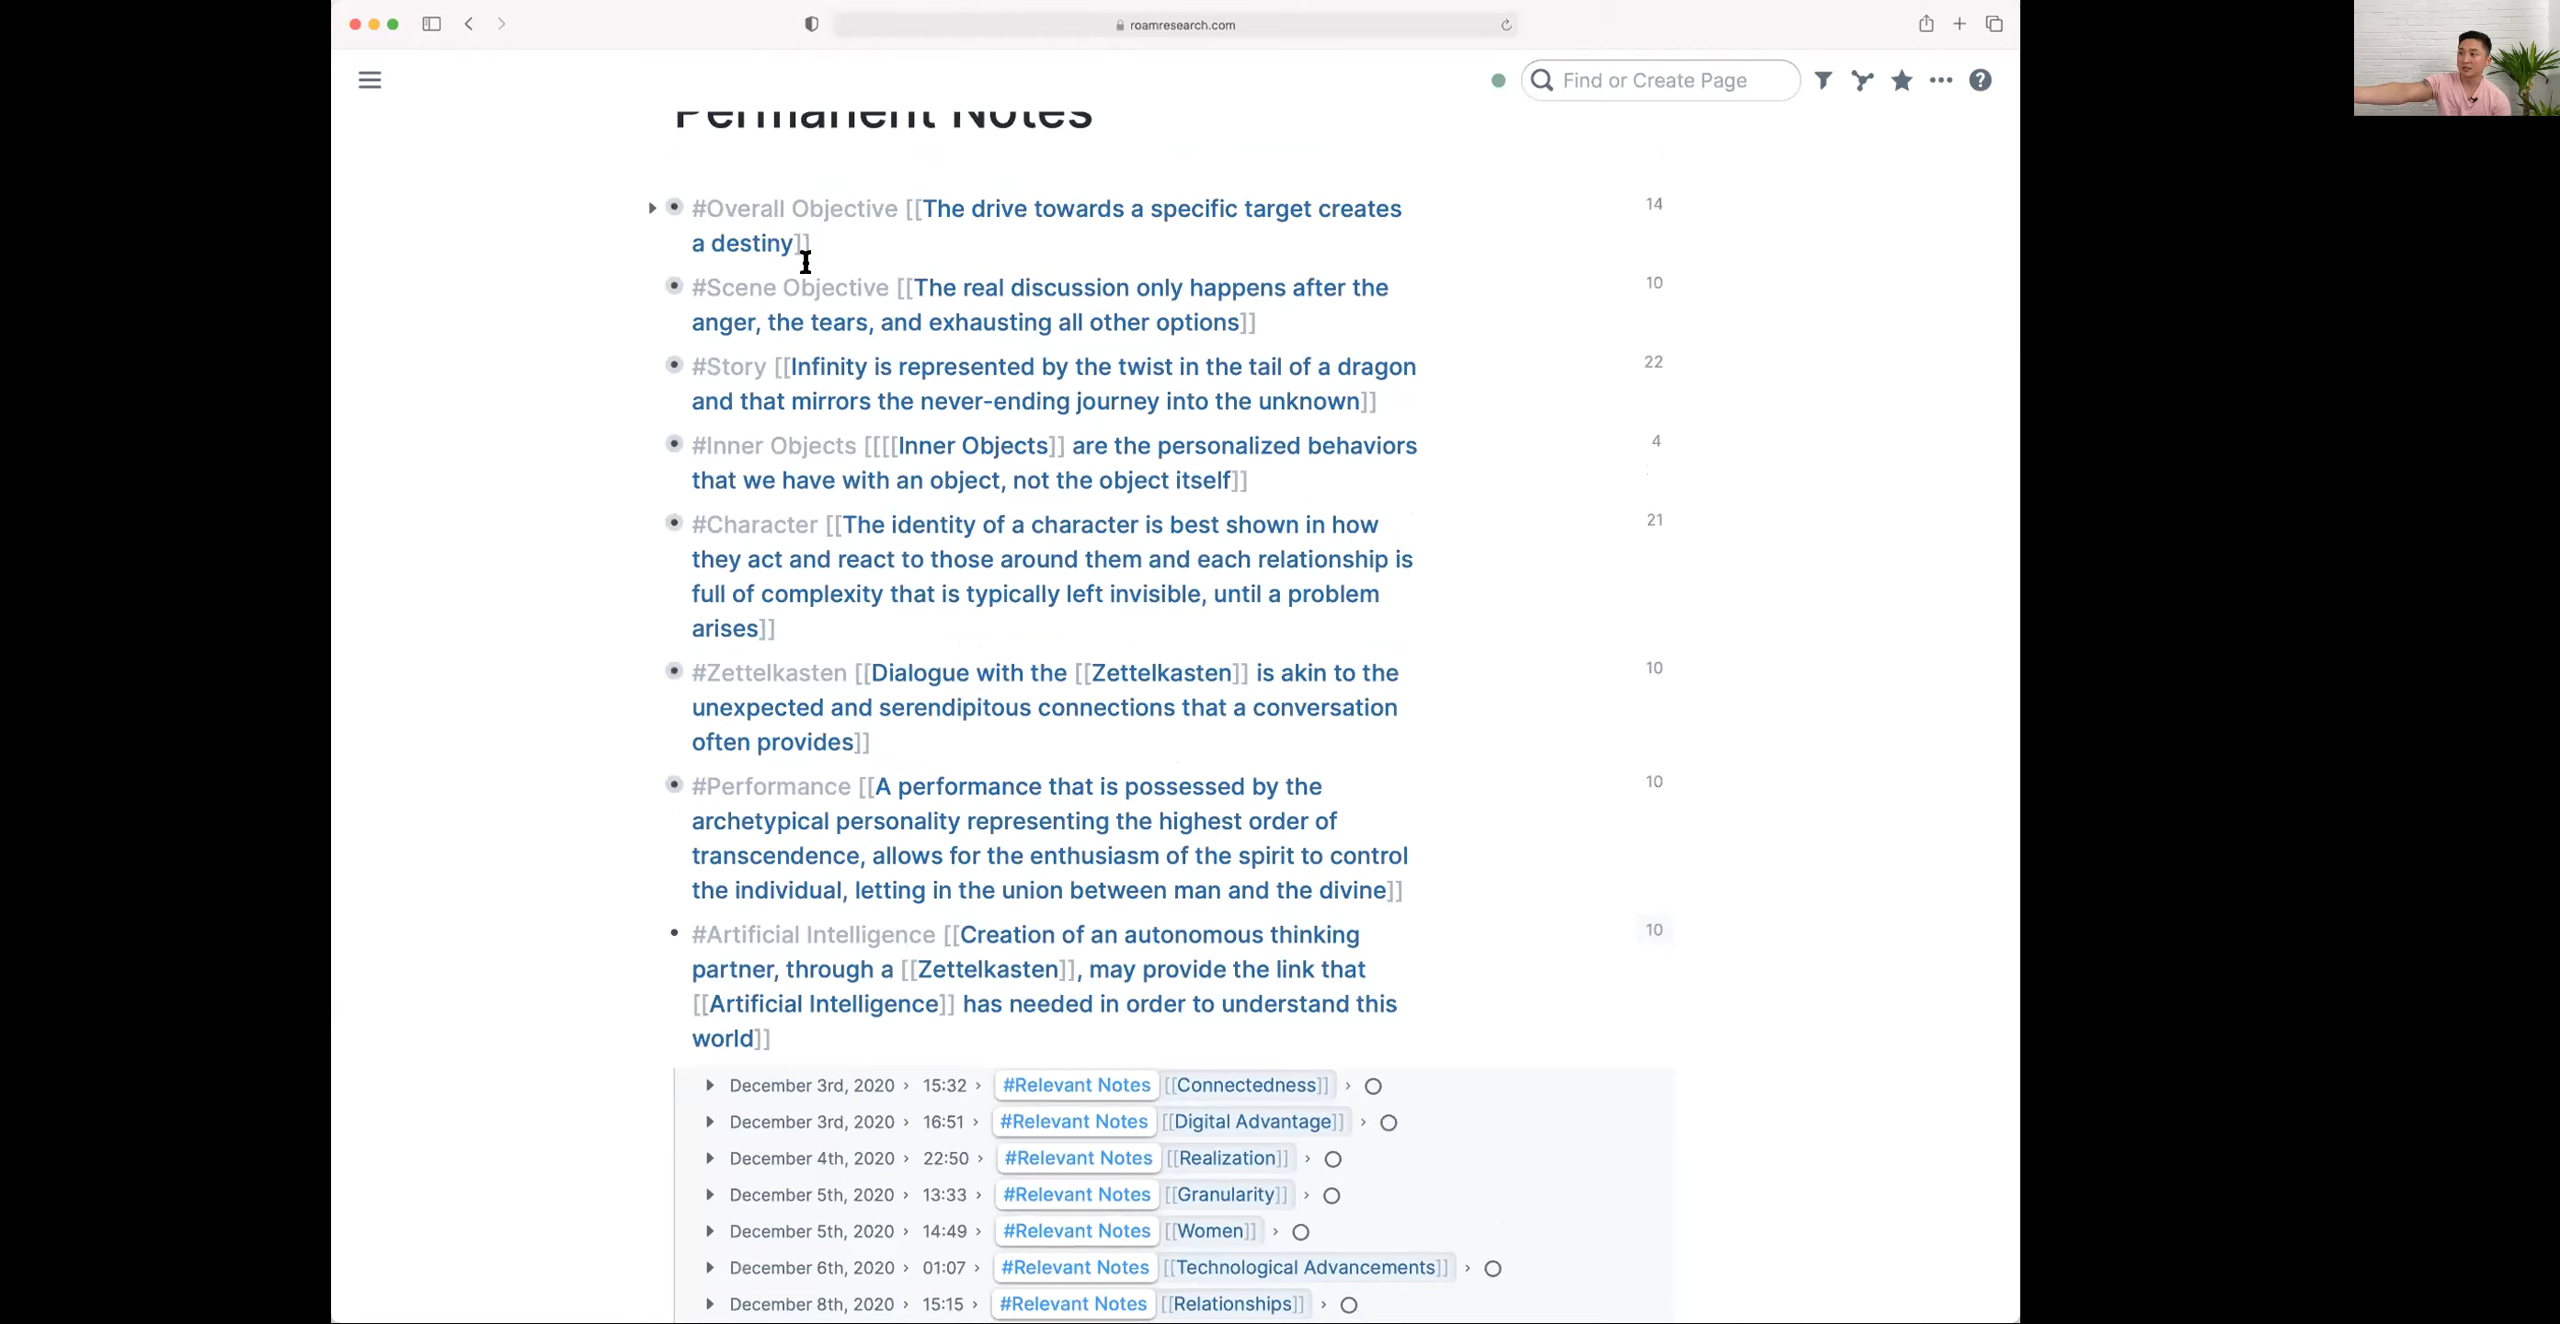 roamresearch.com
Find or Create Page
Permanent Notes
#Overall Objective [[The drive towards a specific target creates
a destiny]]
14
#Scene Objective [[The real discussion only happens after the
anger, the tears, and exhausting all other options]]
10
#Story [[Infinity is represented by the twist in the tail of a dragon
and that mirrors the never-ending journey into the unknown]]
22
#Inner Objects [[[[Inner Objects]] are the personalized behaviors
that we have with an object, not the object itself]]
4
#Character [[The identity of a character is best shown in how
they act and react to those around them and each relationship is
full of complexity that is typically left invisible, until a problem
arises]]
21
#Zettelkasten [[Dialogue with the [[Zettelkasten]] is akin to the
unexpected and serendipitous connections that a conversation
often provides]]
10
#Performance [[A performance that is possessed by the
archetypical personality representing the highest order of
transcendence, allows for the enthusiasm of the spirit to control
the individual, letting in the union between man and the divine]]
10
#Artificial Intelligence [[Creation of an autonomous thinking
partner, through a [[Zettelkasten]], may provide the link that
[[Artificial Intelligence]] has needed in order to understand this
world]]
10
December 3rd, 2020 › 15:32 › #Relevant Notes [[Connectedness]] ›
December 3rd, 2020 › 16:51 › #Relevant Notes [[Digital Advantage]] ›
December 4th, 2020 › 22:50 › #Relevant Notes [[Realization]] ›
December 5th, 2020 › 13:33 › #Relevant Notes [[Granularity]] ›
December 5th, 2020 › 14:49 › #Relevant Notes [[Women]] ›
December 6th, 2020 › 01:07 › #Relevant Notes [[Technological Advancements]] ›
December 8th, 2020 › 15:15 › #Relevant Notes [[Relationships]] ›